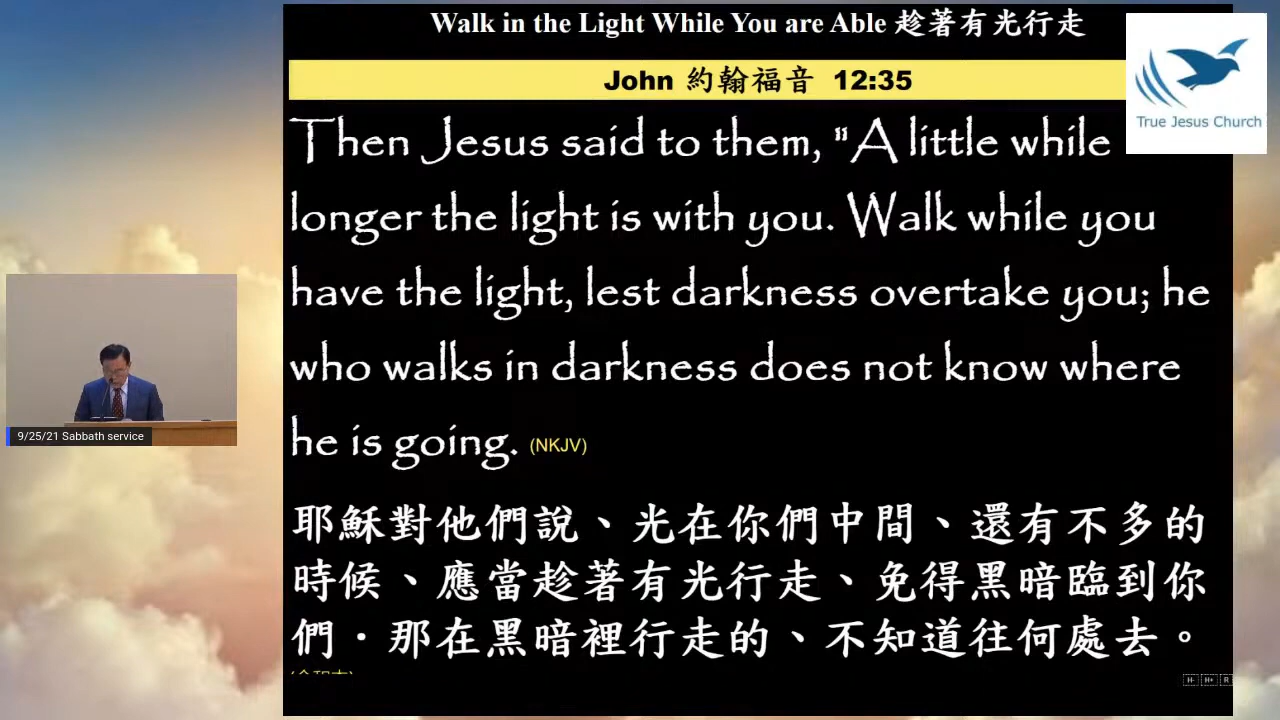 Walk in the Light While You are Able 趁著有光行走
John 約翰福音 12:35
True Jesus Church
Then Jesus said to them, "A little while
longer the light is with you. Walk while you
have the light, lest darkness overtake you; he
who walks in darkness does not know where
he is going. (NKJV)
9/25/21 Sabbath service
耶穌對他們說、光在你們中間、還有不多的
時候、應當趁著有光行走、免得黑暗臨到你
們．那在黑暗裡行走的、不知道往何處去。
H- H+ R